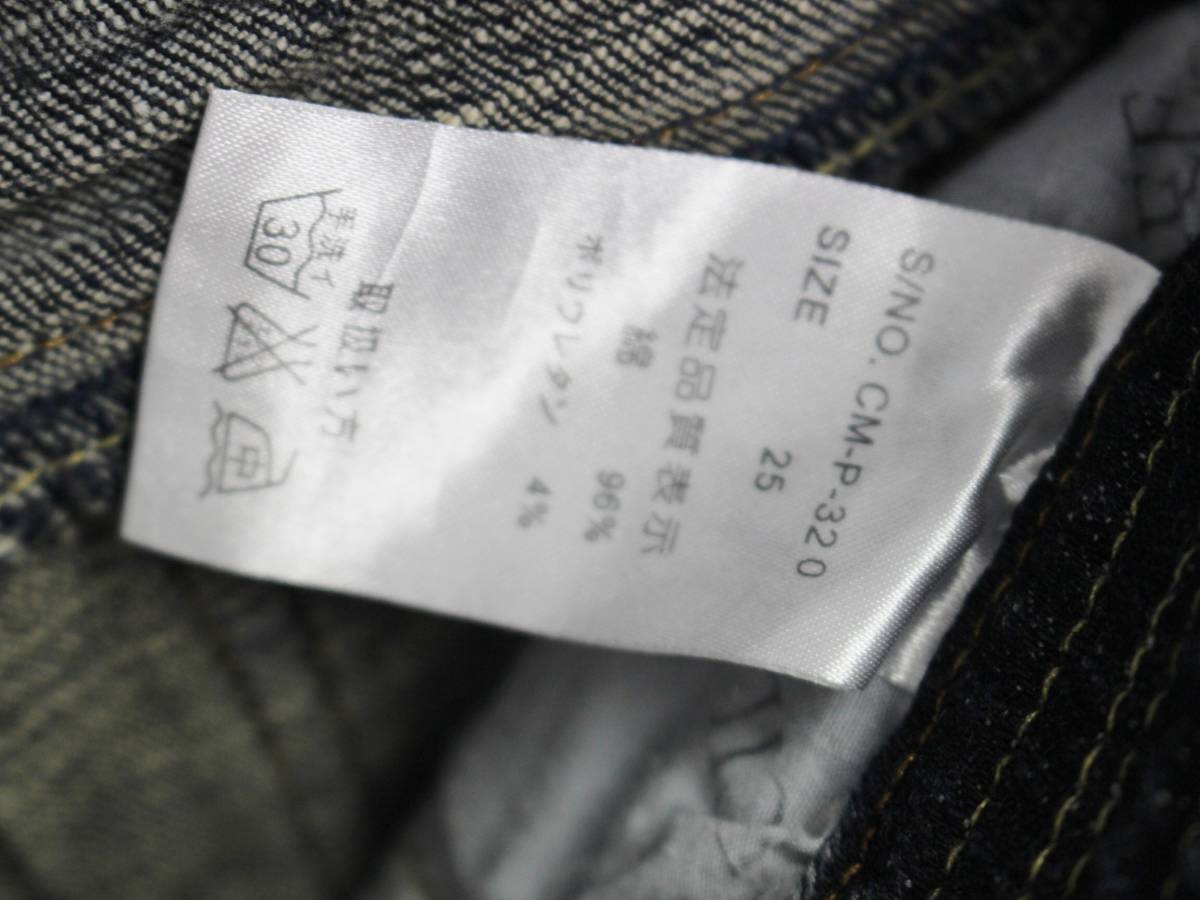 S/NO. CM-P-320
SIZE 25
法定品質表示
綿 96%
ポリウレタン 4%
取扱い方
手洗イ
30
中